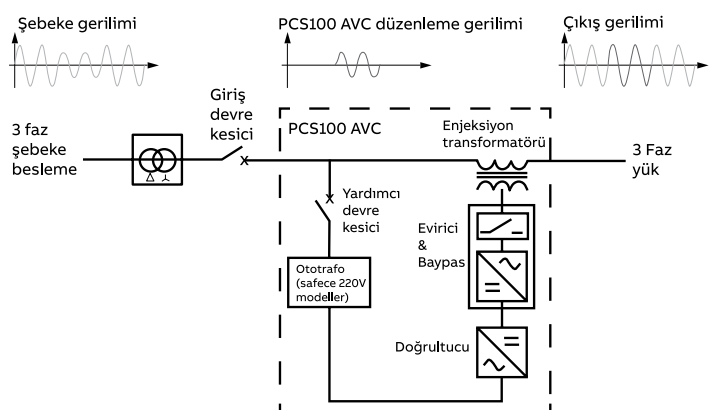 Şebeke gerilimi
PCS100 AVC düzenleme gerilimi
Çıkış gerilimi
3 faz
şebeke
besleme
Giriş
devre
kesici
PCS100 AVC
Enjeksiyon
transformatörü
3 Faz
yük
Yardımcı
devre
kesici
Evirici
&
Baypas
Ototrafo
(safece 220V
modeller)
Doğrultucu